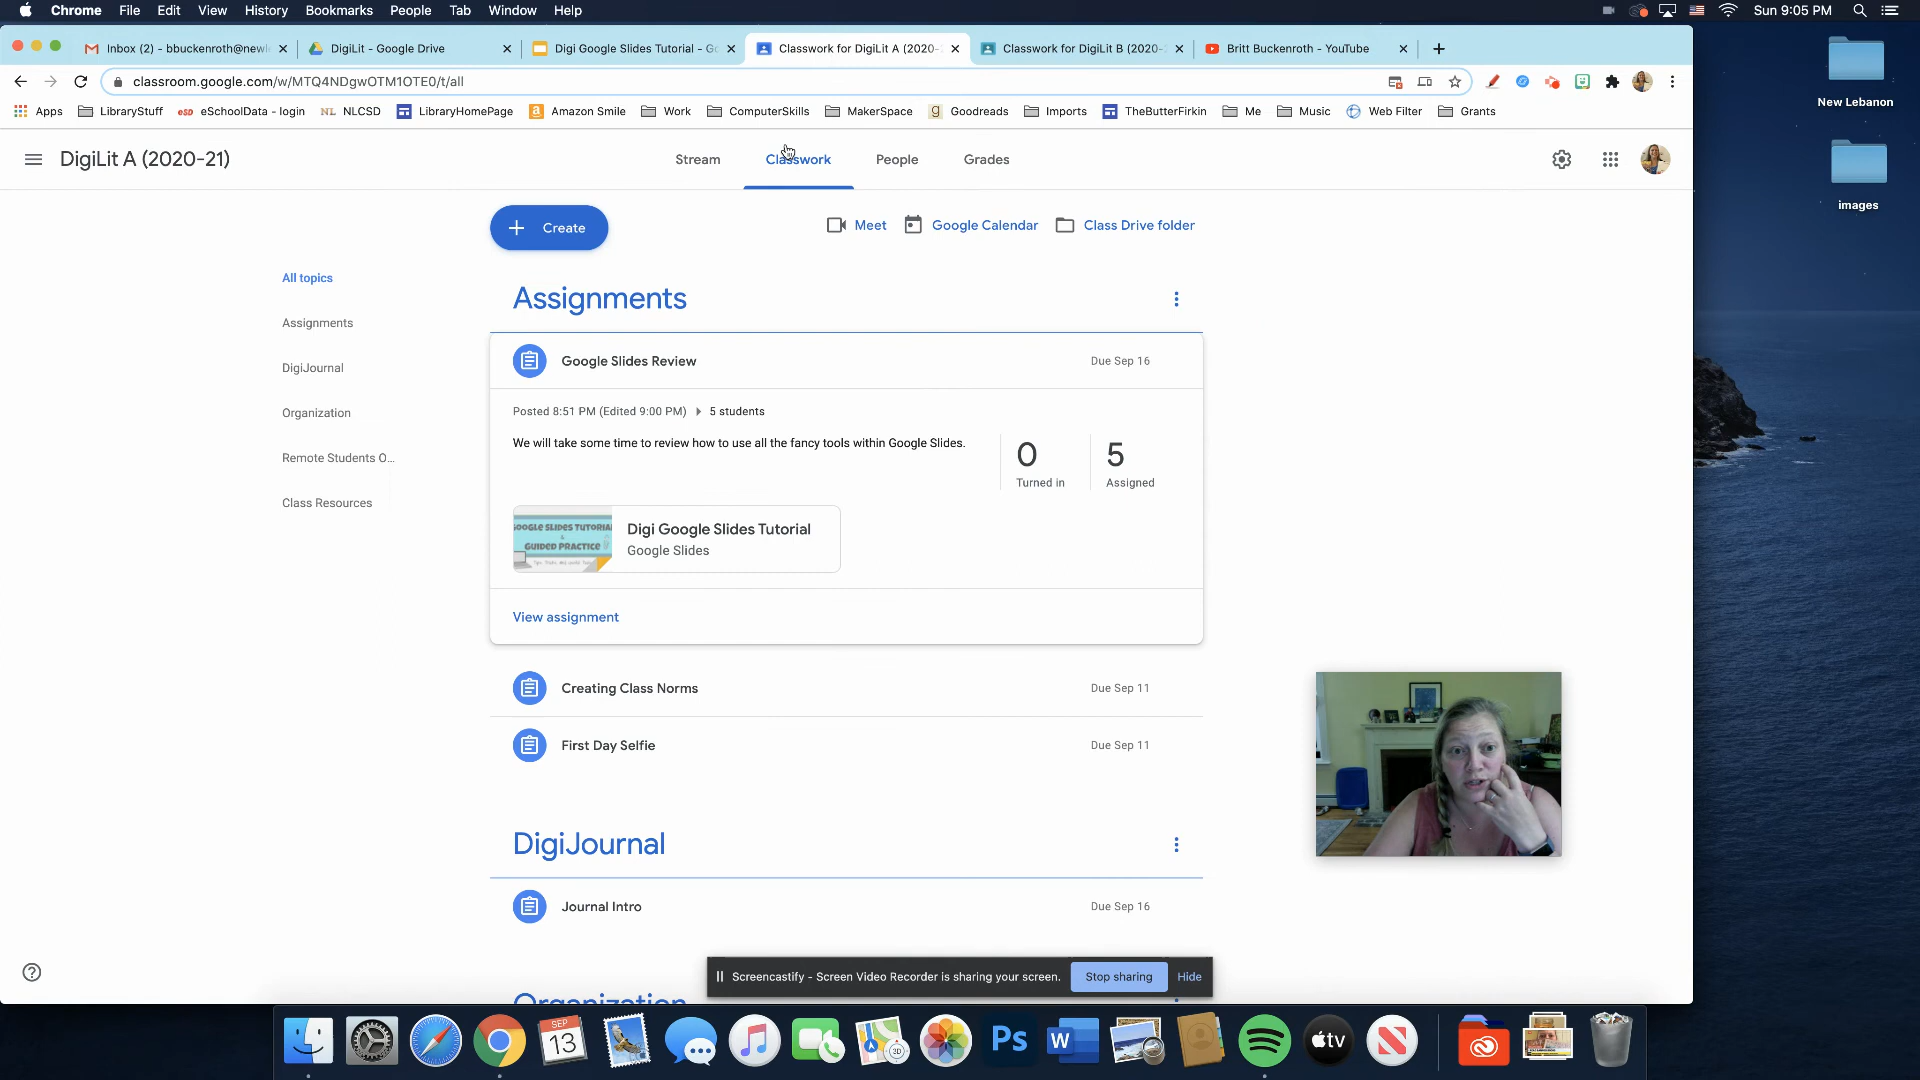 Chrome File Edit View History Bookmarks People Tab Window Help Sun 9:05 PM
Inbox (2) - bbuckenroth@newl DigiLit - Google Drive Digi Google Slides Tutorial - Go Classwork for DigiLit A (2020- Classwork for DigiLit B (2020- Britt Buckenroth - YouTube
classroom.google.com/w/MTQ4NDgwOTM1OTE0/t/all
Apps LibraryStuff esD eSchoolData - login NL NLCSD LibraryHomePage Amazon Smile Work ComputerSkills MakerSpace g Goodreads Imports TheButterFirkin Me Music Web Filter Grants
New Lebanon
images
DigiLit A (2020-21) Stream Classwork People Grades
Create Meet Google Calendar Class Drive folder
All topics
Assignments
DigiJournal
Organization
Remote Students O...
Class Resources
Assignments
Google Slides Review Due Sep 16
Posted 8:51 PM (Edited 9:00 PM) 5 students
We will take some time to review how to use all the fancy tools within Google Slides.
0 5
Turned in Assigned
GOOGLE SLIDES TUTORIAL
&
GUIDED PRACTICE
Digi Google Slides Tutorial
Google Slides
View assignment
Creating Class Norms Due Sep 11
First Day Selfie Due Sep 11
DigiJournal
Journal Intro Due Sep 16
Organization
Screencastify - Screen Video Recorder is sharing your screen. Stop sharing Hide
SEP
13
3D
Ps
W
tv